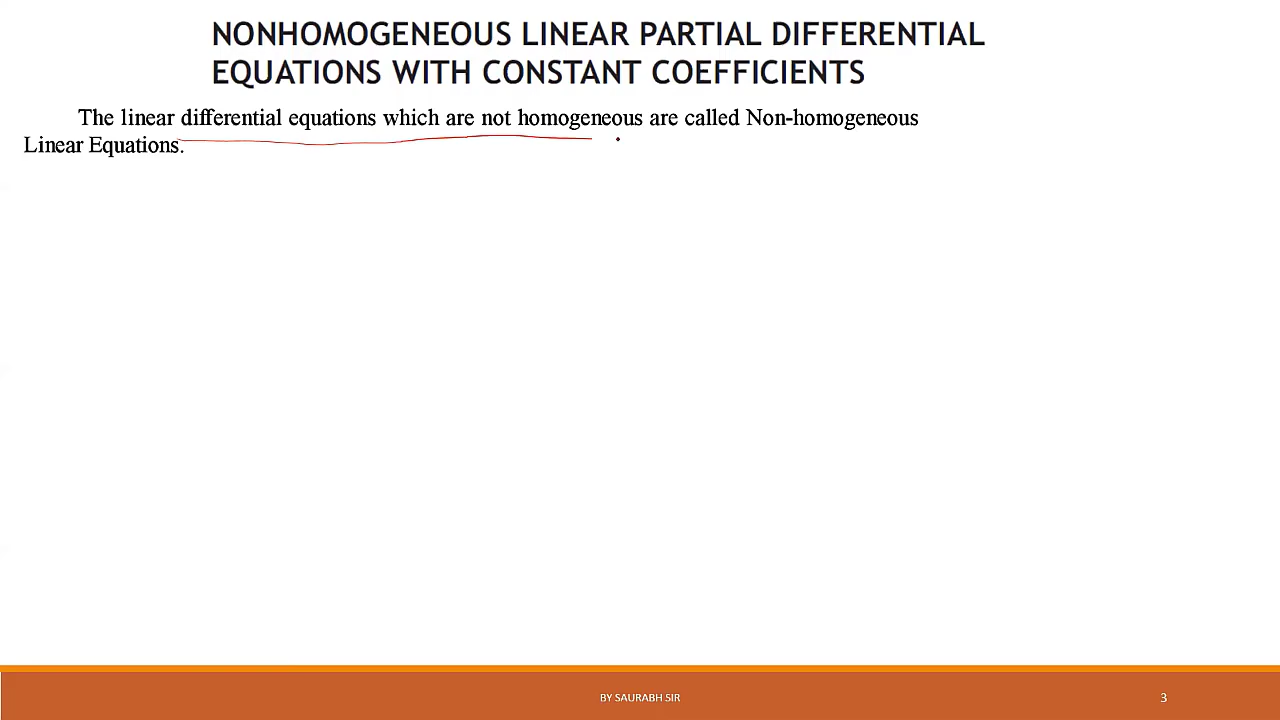 NONHOMOGENEOUS LINEAR PARTIAL DIFFERENTIAL
EQUATIONS WITH CONSTANT COEFFICIENTS
The linear differential equations which are not homogeneous are called Non-homogeneous
Linear Equations.
BY SAURABH SIR
3